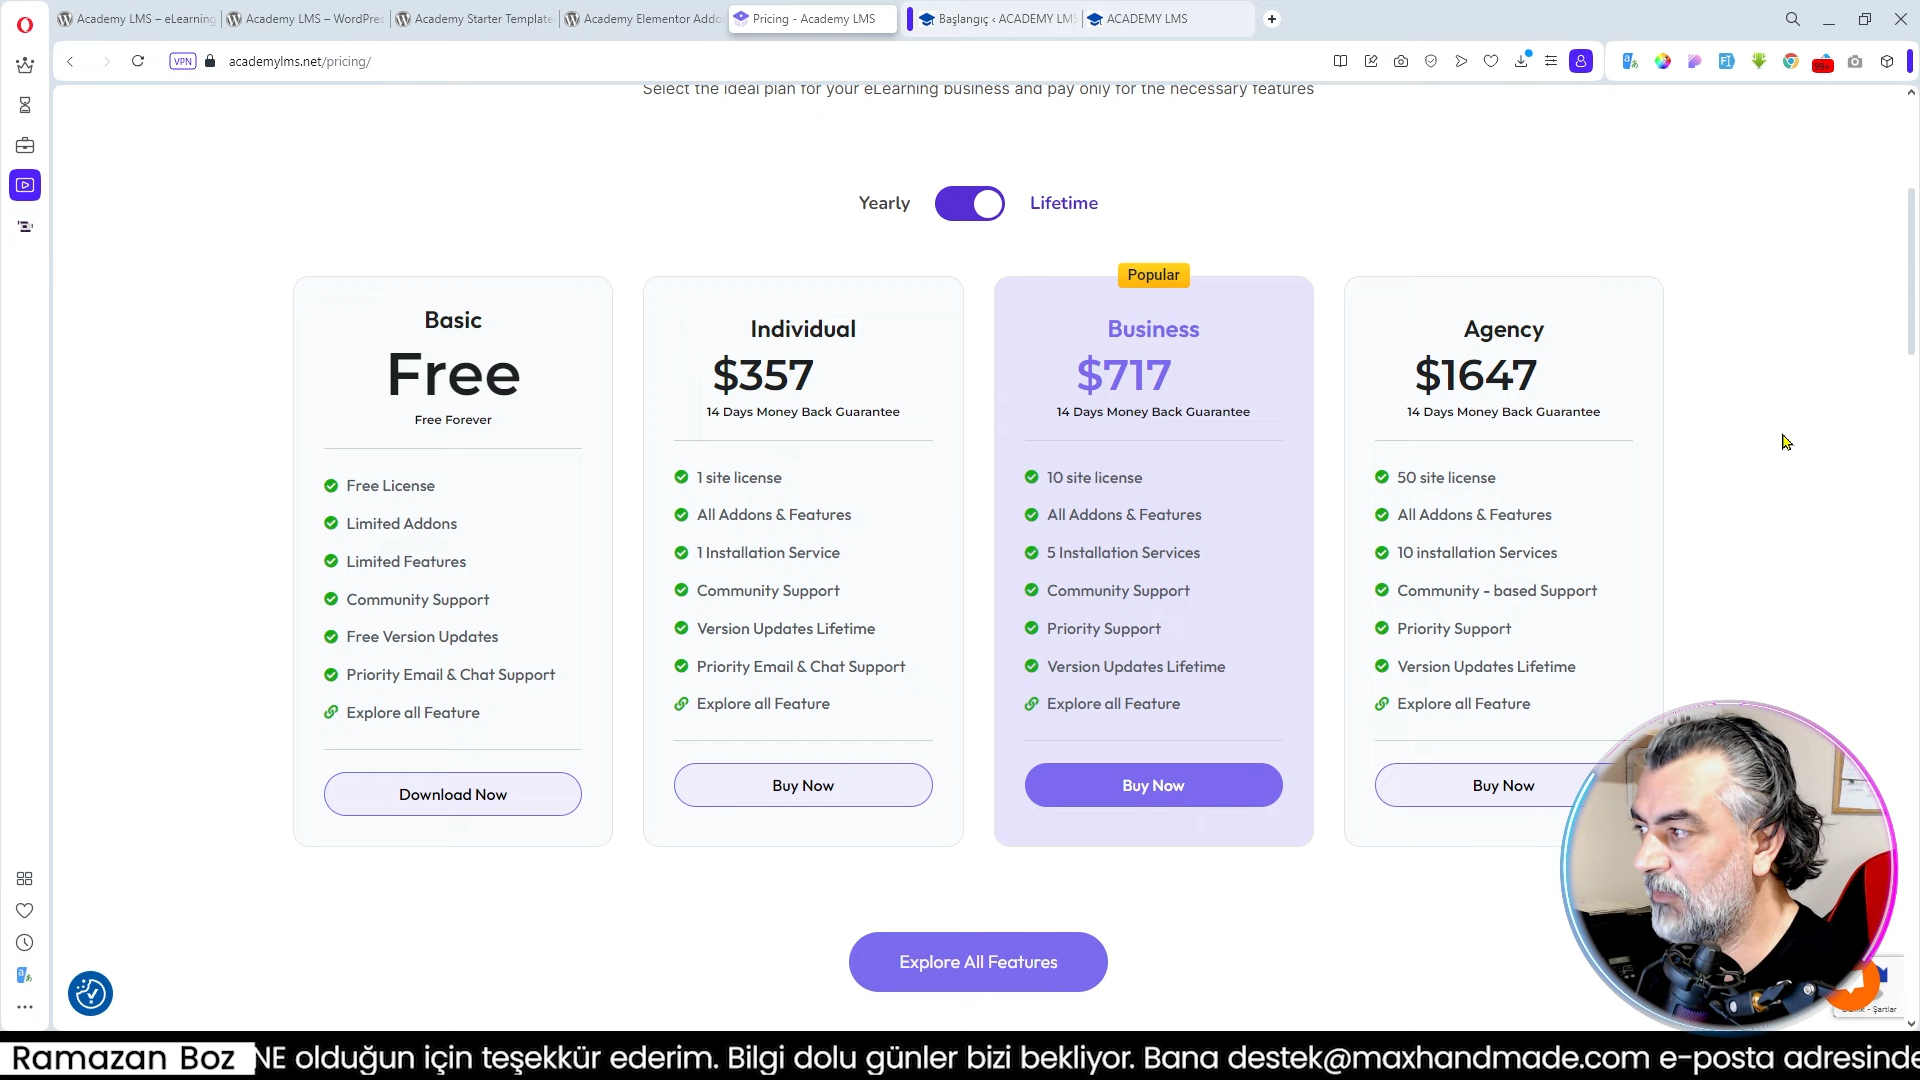 Academy LMS – eLearning
Academy LMS – WordPres
Academy Starter Template
Academy Elementor Addo
Pricing - Academy LMS
Başlangıç ‹ ACADEMY LMS
ACADEMY LMS
VPN
academylms.net/pricing/
Select the ideal plan for your eLearning business and pay only for the necessary features
Yearly
Lifetime
Basic
Free
Free Forever
Free License
Limited Addons
Limited Features
Community Support
Free Version Updates
Priority Email & Chat Support
Explore all Feature
Download Now
Individual
$357
14 Days Money Back Guarantee
1 site license
All Addons & Features
1 Installation Service
Community Support
Version Updates Lifetime
Priority Email & Chat Support
Explore all Feature
Buy Now
Popular
Business
$717
14 Days Money Back Guarantee
10 site license
All Addons & Features
5 Installation Services
Community Support
Priority Support
Version Updates Lifetime
Explore all Feature
Buy Now
Agency
$1647
14 Days Money Back Guarantee
50 site license
All Addons & Features
10 installation Services
Community - based Support
Priority Support
Version Updates Lifetime
Explore all Feature
Buy Now
Explore All Features
Şartlar
Ramazan Boz
NE olduğun için teşekkür ederim. Bilgi dolu günler bizi bekliyor. Bana destek@maxhandmade.com e-posta adresinde